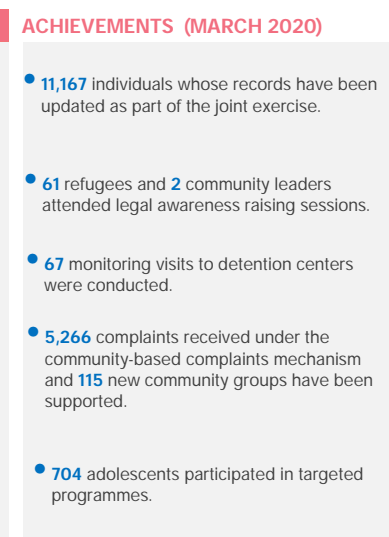 ACHIEVEMENTS (MARCH 2020)
• 11,167 individuals whose records have been
updated as part of the joint exercise.
• 61 refugees and 2 community leaders
attended legal awareness raising sessions.
• 67 monitoring visits to detention centers
were conducted.
• 5,266 complaints received under the
community-based complaints mechanism
and 115 new community groups have been
supported.
• 704 adolescents participated in targeted
programmes.